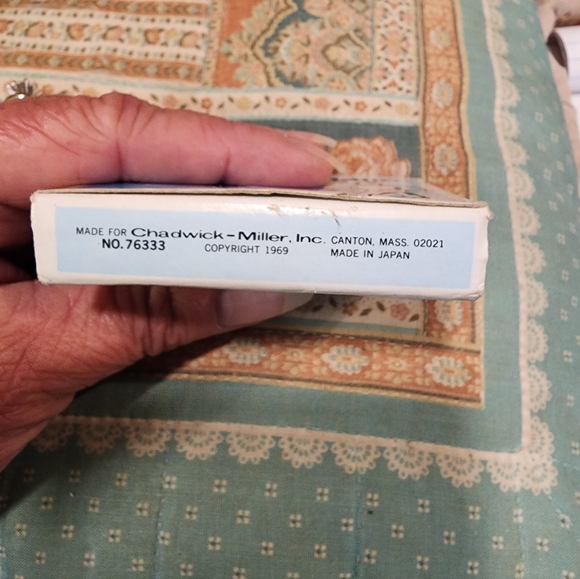 MADE FOR Chadwick-Miller, Inc. CANTON, MASS. 02021
NO. 76333 COPYRIGHT 1969 MADE IN JAPAN